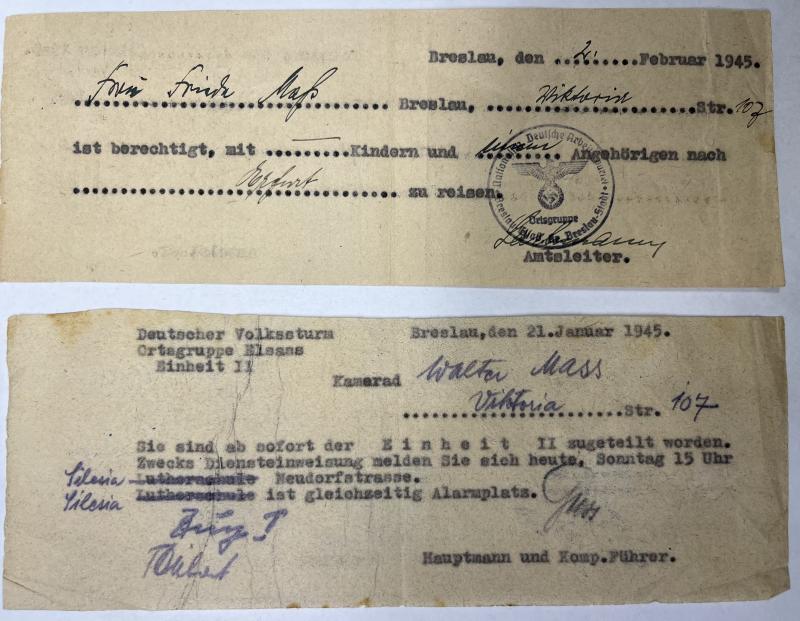 Breslau, den ..2.....Februar 1945.
Frau Frieda Maß Breslau, Viktoria Str. 107
ist berechtigt, mit ........Kindern und einem Angehörigen nach
Erfurt zu reisen.
Deutsche
Ortsgruppe
Breslau-Stadt
Amtsleiter.
Deutscher Volkssturm Breslau,den 21.Januar 1945.
Ortsgruppe Elsass
Einheit II
Kamerad Walter Mass
Viktoria Str. 107
Sie sind ab sofort der E i n h e i t II zugeteilt worden.
Zwecks Diensteinweisung melden Sie sich heute, Sonntag 15 Uhr
Silesia Lutherschule Neudorfstrasse.
Silesia Lutherschule ist gleichzeitig Alarmplatz.
Hauptmann und Komp.Führer.